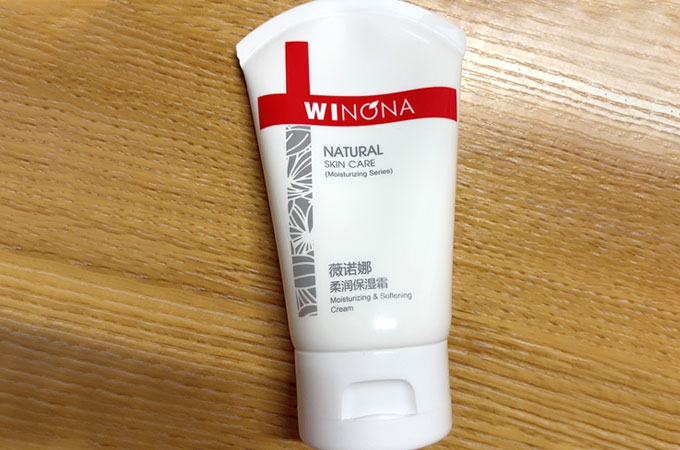 WINONA
NATURAL
SKIN CARE
(Moisturizing Series)
薇诺娜
柔润保湿霜
Moisturizing & Softening
Cream